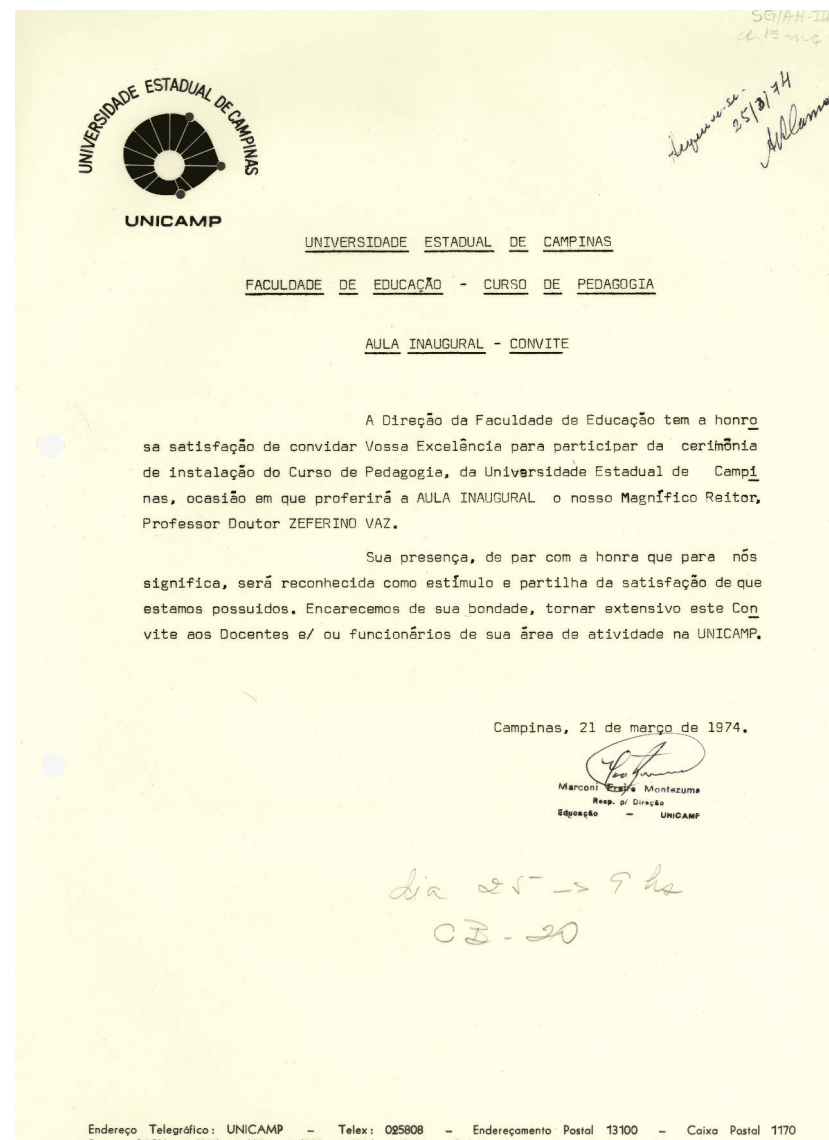 SG/AH-III
cx. 15 mç
25/3/74
UNIVERSIDADE ESTADUAL DE CAMPINAS
UNICAMP
UNIVERSIDADE ESTADUAL DE CAMPINAS
FACULDADE DE EDUCAÇÃO - CURSO DE PEDAGOGIA
AULA INAUGURAL - CONVITE
A Direção da Faculdade de Educação tem a honro
sa satisfação de convidar Vossa Excelência para participar da cerimônia
de instalação do Curso de Pedagogia, da Universidade Estadual de Campi
nas, ocasião em que proferirá a AULA INAUGURAL o nosso Magnífico Reitor,
Professor Doutor ZEFERINO VAZ.
Sua presença, de par com a honra que para nós
significa, será reconhecida como estímulo e partilha da satisfação de que
estamos possuidos. Encarecemos de sua bondade, tornar extensivo este Con
vite aos Docentes e/ ou funcionários de sua área de atividade na UNICAMP.
Campinas, 21 de março de 1974.
Marconi Freire Montezuma
Resp. p/ Direção
Educação - UNICAMP
dia 25 -> 9 hs
CB - 20
Endereço Telegráfico: UNICAMP - Telex: 025808 - Endereçamento Postal 13100 - Caixa Postal 1170